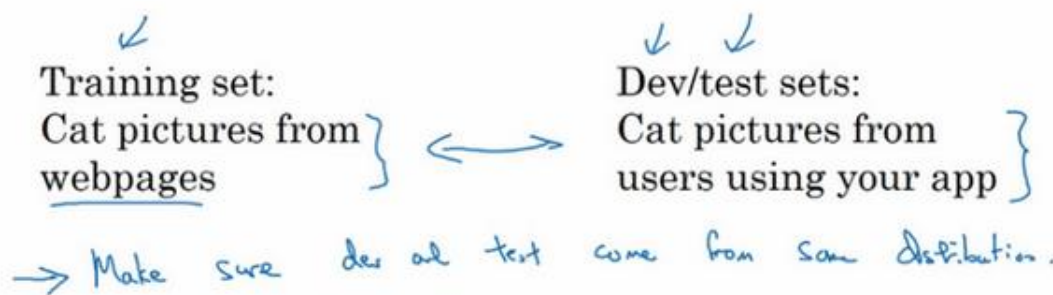 Training set:
Cat pictures from
webpages
Dev/test sets:
Cat pictures from
users using your app
→ Make sure dev and test come from same distribution.